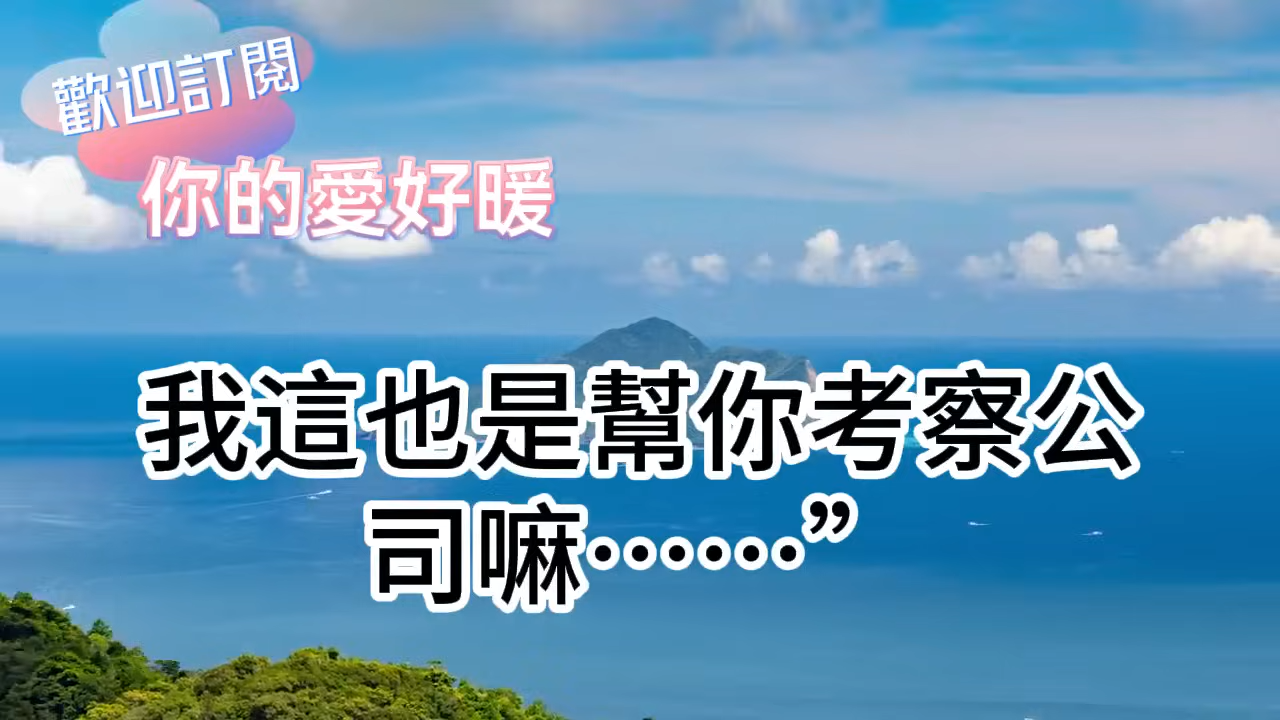 歡迎訂閱
你的愛好暖
我這也是幫你考察公
司嘛……”